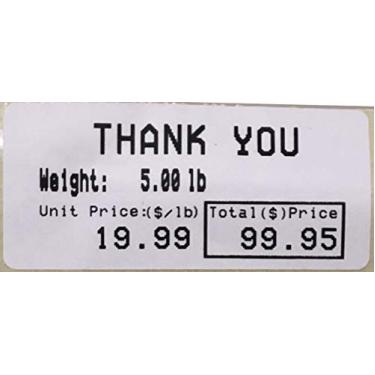 THANK YOU
Weight: 5.00 lb
Unit Price:($/lb) Total($)Price
19.99 99.95